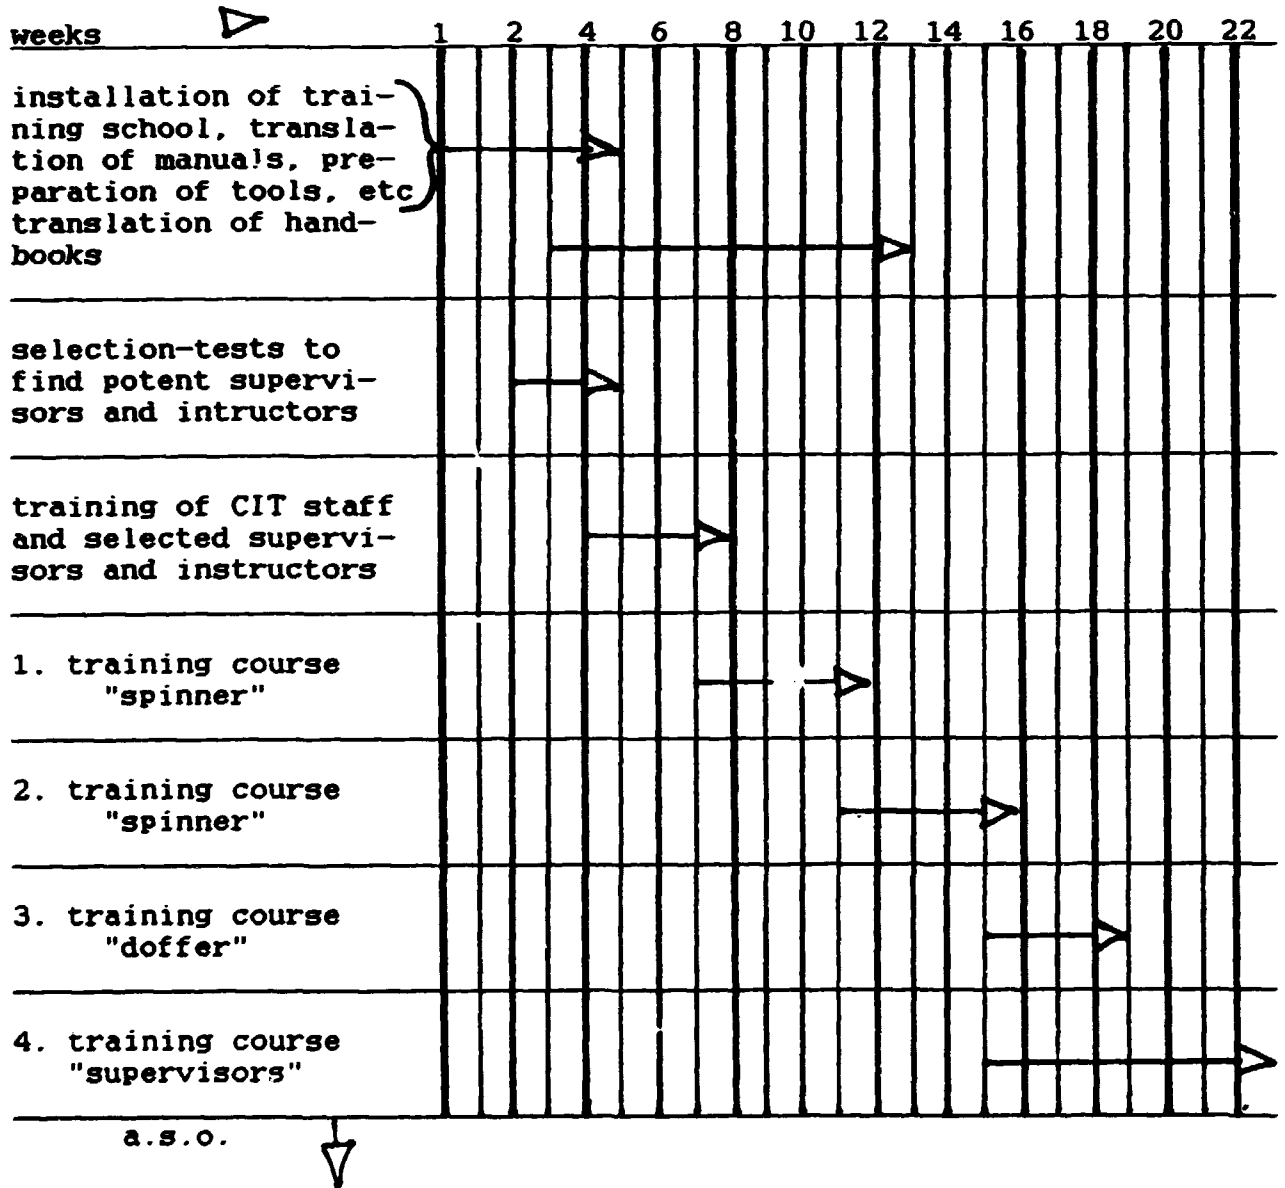 weeks 1 2 4 6 8 10 12 14 16 18 20 22
installation of trai-
ning school, transla-
tion of manuals, pre-
paration of tools, etc
translation of hand-
books
selection-tests to
find potent supervi-
sors and intructors
training of CIT staff
and selected supervi-
sors and instructors
1. training course
"spinner"
2. training course
"spinner"
3. training course
"doffer"
4. training course
"supervisors"
a.s.o.